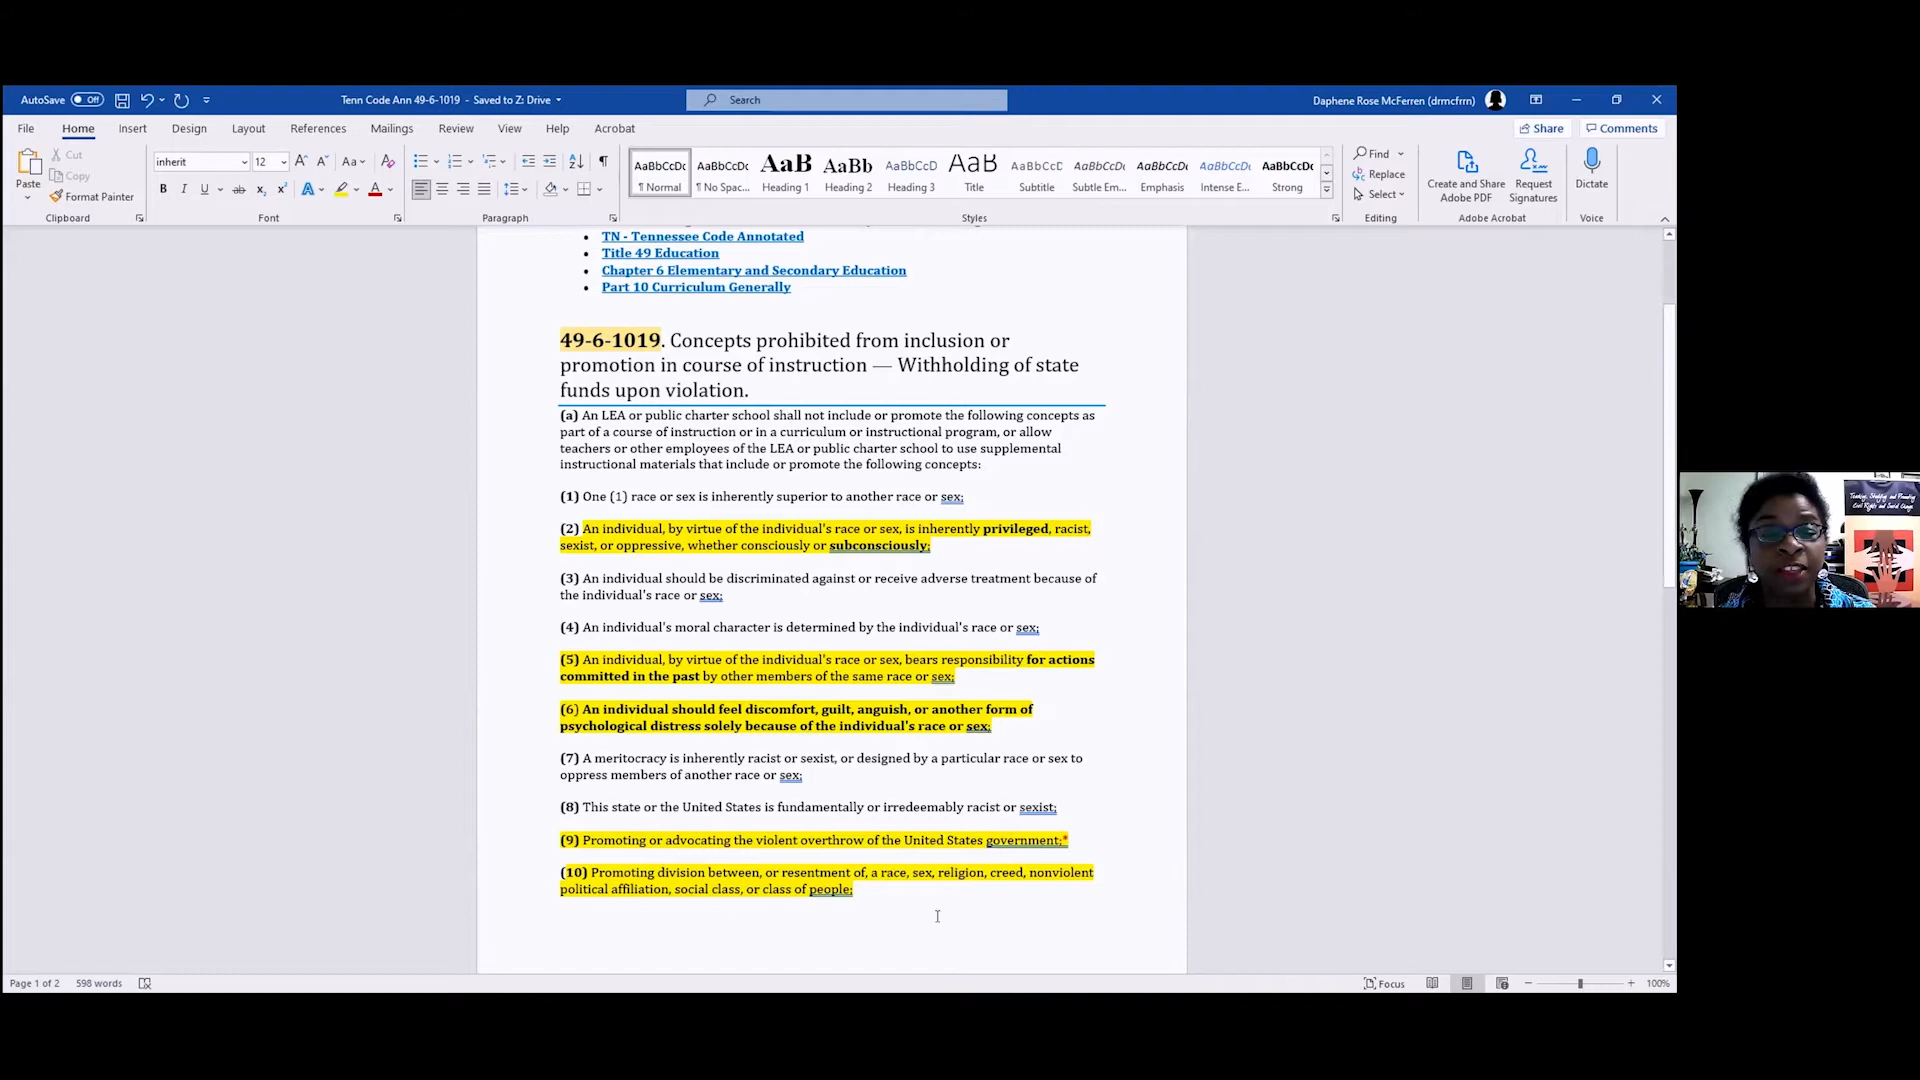 AutoSave Off
Tenn Code Ann 49-6-1019 - Saved to Z: Drive
Search
Daphene Rose McFerren (drmcfrrn)
File Home Insert Design Layout References Mailings Review View Help Acrobat
Share Comments
Paste
Cut
Copy
Format Painter
Clipboard
inherit 12
Font
Paragraph
AaBbCcDc AaBbCcDc AaB AaBb AaBbCcD AaB AaBbCcD AaBbCcDc AaBbCcDc AaBbCcDc AaBbCcDc
¶ Normal ¶ No Spac... Heading 1 Heading 2 Heading 3 Title Subtitle Subtle Em... Emphasis Intense E... Strong
Styles
Find
Replace
Select
Editing
Create and Share
Adobe PDF
Request
Signatures
Adobe Acrobat
Dictate
Voice
• TN - Tennessee Code Annotated
• Title 49 Education
• Chapter 6 Elementary and Secondary Education
• Part 10 Curriculum Generally
49-6-1019. Concepts prohibited from inclusion or
promotion in course of instruction — Withholding of state
funds upon violation.
(a) An LEA or public charter school shall not include or promote the following concepts as
part of a course of instruction or in a curriculum or instructional program, or allow
teachers or other employees of the LEA or public charter school to use supplemental
instructional materials that include or promote the following concepts:
(1) One (1) race or sex is inherently superior to another race or sex;
(2) An individual, by virtue of the individual's race or sex, is inherently privileged, racist,
sexist, or oppressive, whether consciously or subconsciously;
(3) An individual should be discriminated against or receive adverse treatment because of
the individual's race or sex;
(4) An individual's moral character is determined by the individual's race or sex;
(5) An individual, by virtue of the individual's race or sex, bears responsibility for actions
committed in the past by other members of the same race or sex;
(6) An individual should feel discomfort, guilt, anguish, or another form of
psychological distress solely because of the individual's race or sex;
(7) A meritocracy is inherently racist or sexist, or designed by a particular race or sex to
oppress members of another race or sex;
(8) This state or the United States is fundamentally or irredeemably racist or sexist;
(9) Promoting or advocating the violent overthrow of the United States government;*
(10) Promoting division between, or resentment of, a race, sex, religion, creed, nonviolent
political affiliation, social class, or class of people;
Teaching, Studying and Promoting
Civil Rights and Social Change
Page 1 of 2 598 words
Focus
100%